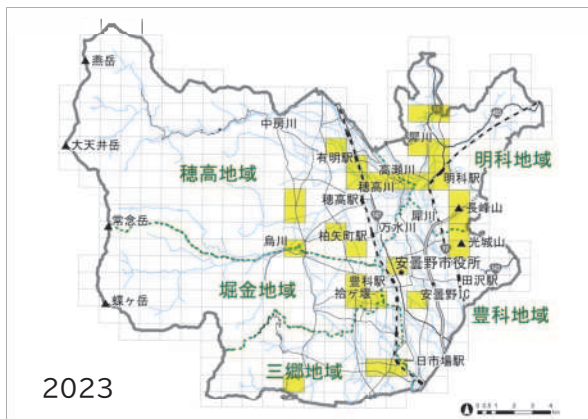 燕岳
大天井岳
中房川
犀川
有明駅
高瀬川
明科地域
穂高地域
穂高川
明科駅
穂高駅
犀川
長峰山
万水川
常念岳
柏矢町駅
烏川
光城山
安曇野市役所
豊科駅
田沢駅
堀金地域
拾ケ堰
安曇野IC
蝶ヶ岳
豊科地域
三郷地域
一日市場駅
2023